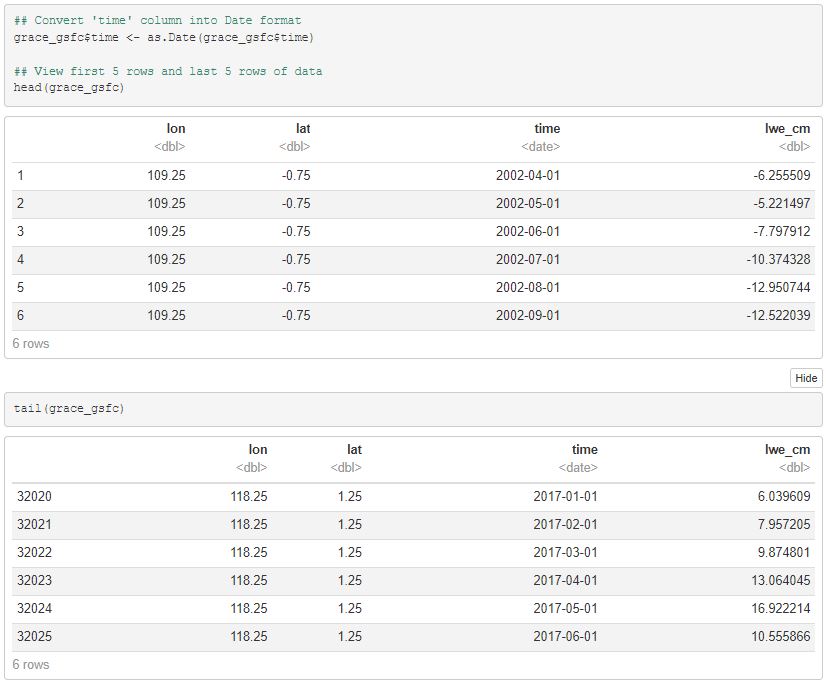 ## Convert 'time' column into Date format
grace_gsfc$time <- as.Date(grace_gsfc$time)
## View first 5 rows and last 5 rows of data
head(grace_gsfc)
lon lat time lwe_cm
<dbl> <dbl> <date> <dbl>
1 109.25 -0.75 2002-04-01 -6.255509
2 109.25 -0.75 2002-05-01 -5.221497
3 109.25 -0.75 2002-06-01 -7.797912
4 109.25 -0.75 2002-07-01 -10.374328
5 109.25 -0.75 2002-08-01 -12.950744
6 109.25 -0.75 2002-09-01 -12.522039
6 rows
Hide
tail(grace_gsfc)
lon lat time lwe_cm
<dbl> <dbl> <date> <dbl>
32020 118.25 1.25 2017-01-01 6.039609
32021 118.25 1.25 2017-02-01 7.957205
32022 118.25 1.25 2017-03-01 9.874801
32023 118.25 1.25 2017-04-01 13.064045
32024 118.25 1.25 2017-05-01 16.922214
32025 118.25 1.25 2017-06-01 10.555866
6 rows